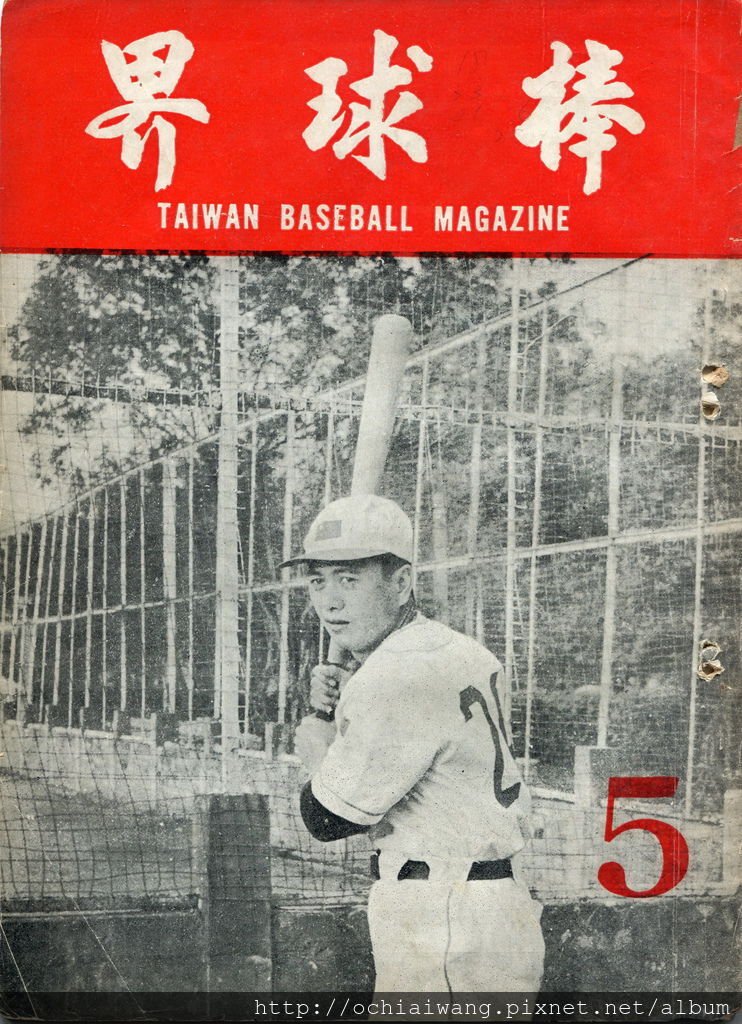 棒球界
TAIWAN BASEBALL MAGAZINE
5
http://ochiaiwang.pixnet.net/album